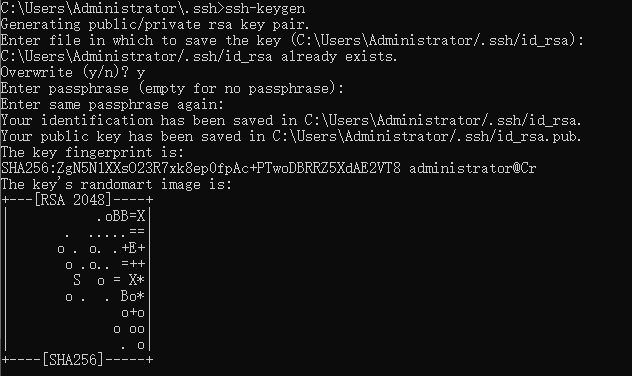 C:\Users\Administrator\.ssh>ssh-keygen
Generating public/private rsa key pair.
Enter file in which to save the key (C:\Users\Administrator/.ssh/id_rsa):
C:\Users\Administrator/.ssh/id_rsa already exists.
Overwrite (y/n)? y
Enter passphrase (empty for no passphrase):
Enter same passphrase again:
Your identification has been saved in C:\Users\Administrator/.ssh/id_rsa.
Your public key has been saved in C:\Users\Administrator/.ssh/id_rsa.pub.
The key fingerprint is:
SHA256:ZgN5N1XXsO23R7xk8ep0fpAc+PTwoDBRRZ5XdAE2VT8 administrator@Cr
The key's randomart image is:
+---[RSA 2048]----+
|          .oBB=X|
|      .  .....==|
|     o . o. .+E+|
|      o .o.. =++|
|       S  o = X*|
|      o .  . Bo*|
|             o+o|
|            o oo|
|             . o|
+----[SHA256]-----+